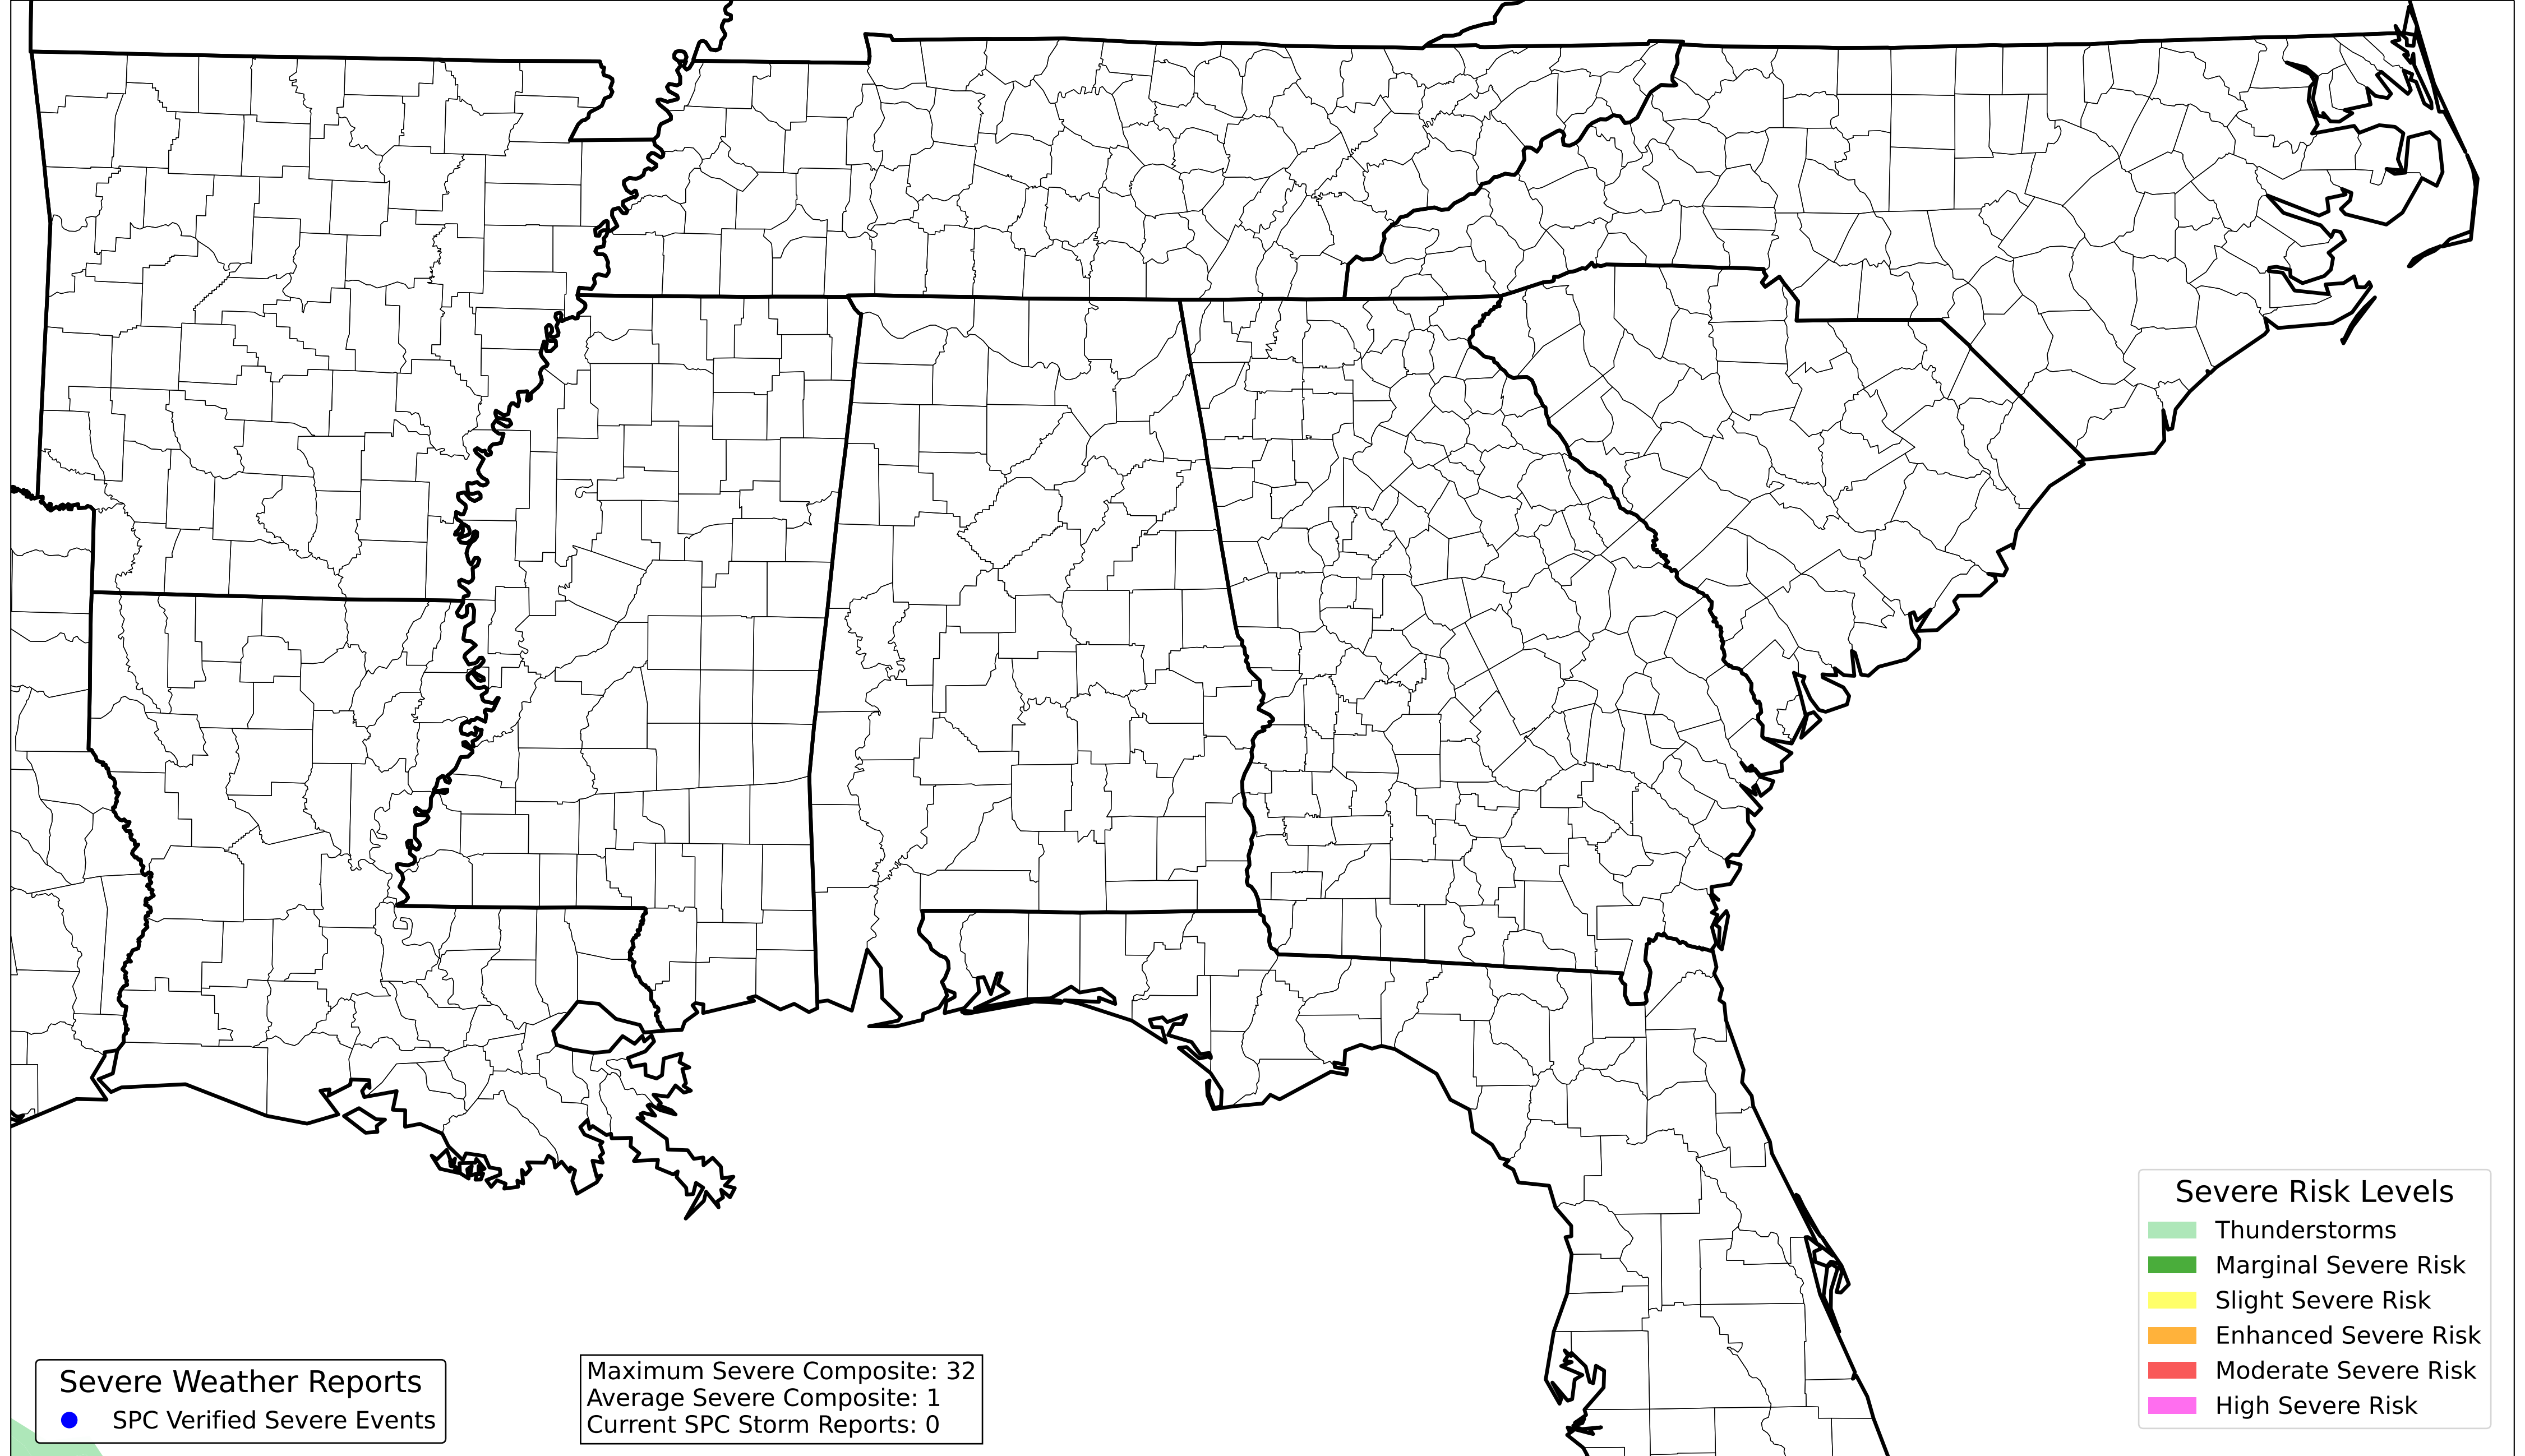 Severe Risk Levels
Thunderstorms
Marginal Severe Risk
Slight Severe Risk
Enhanced Severe Risk
Moderate Severe Risk
High Severe Risk
Severe Weather Reports
SPC Verified Severe Events
Maximum Severe Composite: 32
Average Severe Composite: 1
Current SPC Storm Reports: 0